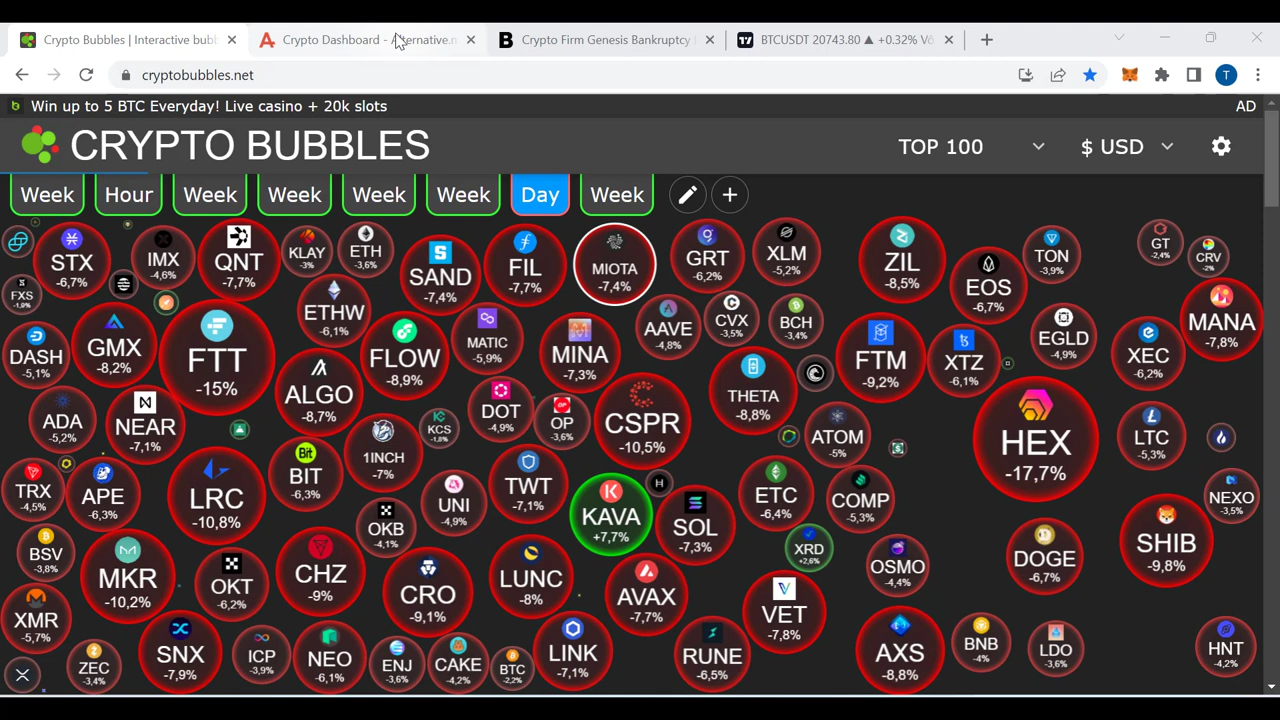 Crypto Bubbles | Interactive bubb
Crypto Dashboard - Alternative.m
Crypto Firm Genesis Bankruptcy
BTCUSDT 20743.80 ▲ +0.32% Vö
cryptobubbles.net
T
Win up to 5 BTC Everyday! Live casino + 20k slots
AD
CRYPTO BUBBLES
TOP 100
$ USD
Week
Hour
Week
Week
Week
Week
Day
Week
STX
-6,7%
IMX
-4,6%
QNT
-7,7%
KLAY
-3%
ETH
-3,6%
SAND
-7,4%
FIL
-7,7%
MIOTA
-7,4%
GRT
-6,2%
XLM
-5,2%
ZIL
-8,5%
EOS
-6,7%
TON
-3,9%
GT
-2,4%
CRV
-2%
FXS
-1,9%
ETHW
-6,1%
MANA
-7,8%
DASH
-5,1%
GMX
-8,2%
FTT
-15%
FLOW
-8,9%
MATIC
-5,9%
MINA
-7,3%
AAVE
-4,8%
CVX
-3,5%
BCH
-3,4%
FTM
-9,2%
XTZ
-6,1%
EGLD
-4,9%
XEC
-6,2%
ALGO
-8,7%
THETA
-8,8%
ADA
-5,2%
NEAR
-7,1%
KCS
-1,8%
DOT
-4,9%
OP
-3,6%
CSPR
-10,5%
ATOM
-5%
HEX
-17,7%
LTC
-5,3%
1INCH
-7%
TRX
-4,5%
APE
-6,3%
LRC
-10,8%
BIT
-6,3%
UNI
-4,9%
TWT
-7,1%
KAVA
+7,7%
SOL
-7,3%
ETC
-6,4%
COMP
-5,3%
NEXO
-3,5%
OKB
-4,1%
BSV
-3,8%
XRD
+2,6%
OSMO
-4,4%
DOGE
-6,7%
SHIB
-9,8%
MKR
-10,2%
OKT
-6,2%
CHZ
-9%
CRO
-9,1%
LUNC
-8%
AVAX
-7,7%
VET
-7,8%
XMR
-5,7%
ZEC
-3,4%
SNX
-7,9%
ICP
-3,9%
NEO
-6,1%
ENJ
-3,6%
CAKE
-4,2%
BTC
-2,2%
LINK
-7,1%
RUNE
-6,5%
AXS
-8,8%
BNB
-4%
LDO
-3,6%
HNT
-4,2%